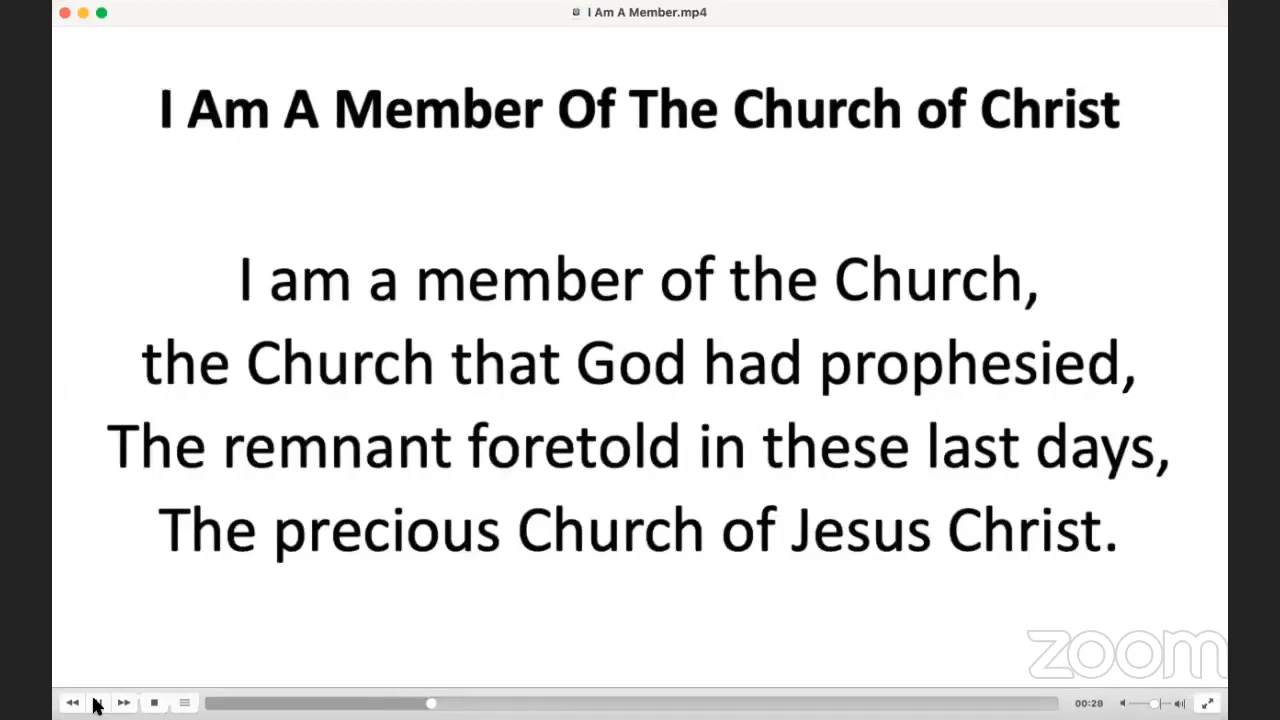 I Am A Member.mp4
I Am A Member Of The Church of Christ
I am a member of the Church,
the Church that God had prophesied,
The remnant foretold in these last days,
The precious Church of Jesus Christ.
zoom
00:28